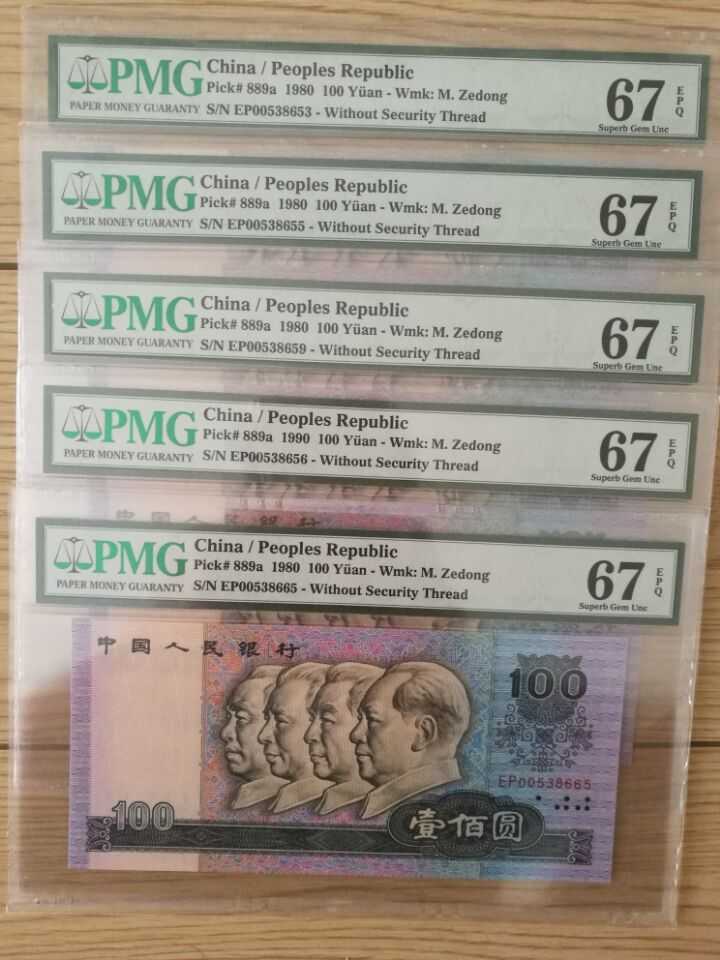 PMG
PAPER MONEY GUARANTY
China / Peoples Republic
Pick# 889a 1980 100 Yüan - Wmk: M. Zedong
S/N EP00538653 - Without Security Thread
67
EPQ
Superb Gem Unc
PMG
PAPER MONEY GUARANTY
China / Peoples Republic
Pick# 889a 1980 100 Yüan - Wmk: M. Zedong
S/N EP00538655 - Without Security Thread
67
EPQ
Superb Gem Unc
PMG
PAPER MONEY GUARANTY
China / Peoples Republic
Pick# 889a 1980 100 Yüan - Wmk: M. Zedong
S/N EP00538659 - Without Security Thread
67
EPQ
Superb Gem Unc
PMG
PAPER MONEY GUARANTY
China / Peoples Republic
Pick# 889a 1990 100 Yüan - Wmk: M. Zedong
S/N EP00538656 - Without Security Thread
67
EPQ
Superb Gem Unc
中国人民银行
PMG
PAPER MONEY GUARANTY
China / Peoples Republic
Pick# 889a 1980 100 Yüan - Wmk: M. Zedong
S/N EP00538665 - Without Security Thread
67
EPQ
Superb Gem Unc
中国人民银行
100
EP00538665
100
壹佰圆